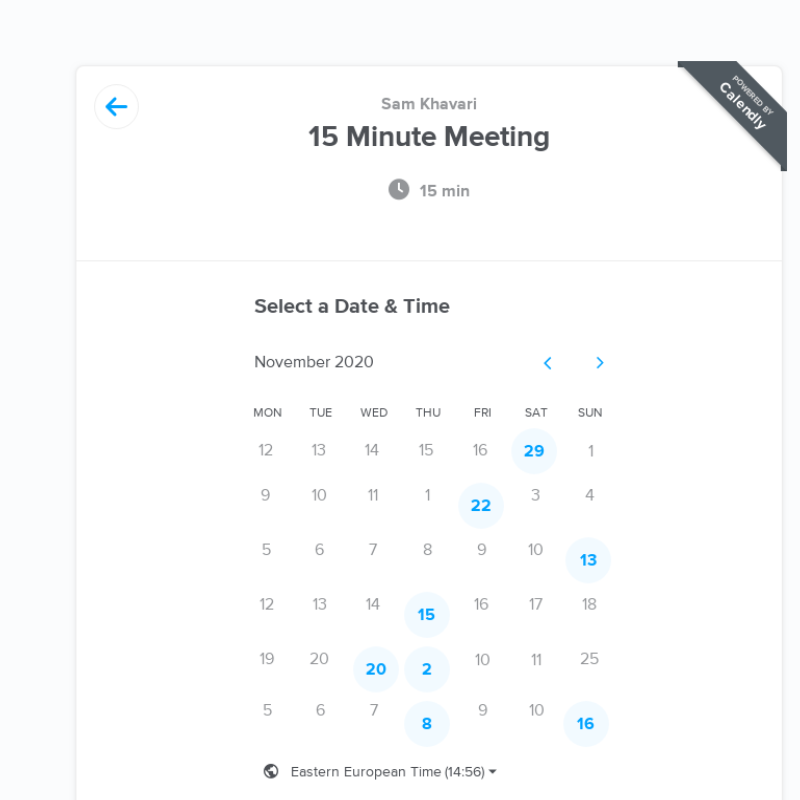 POWERED BY
Calendly
Sam Khavari
15 Minute Meeting
15 min
Select a Date & Time
November 2020
MON TUE WED THU FRI SAT SUN
12 13 14 15 16 29 1
9 10 11 1 22 3 4
5 6 7 8 9 10 13
12 13 14 15 16 17 18
19 20 20 2 10 11 25
5 6 7 8 9 10 16
Eastern European Time (14:56)